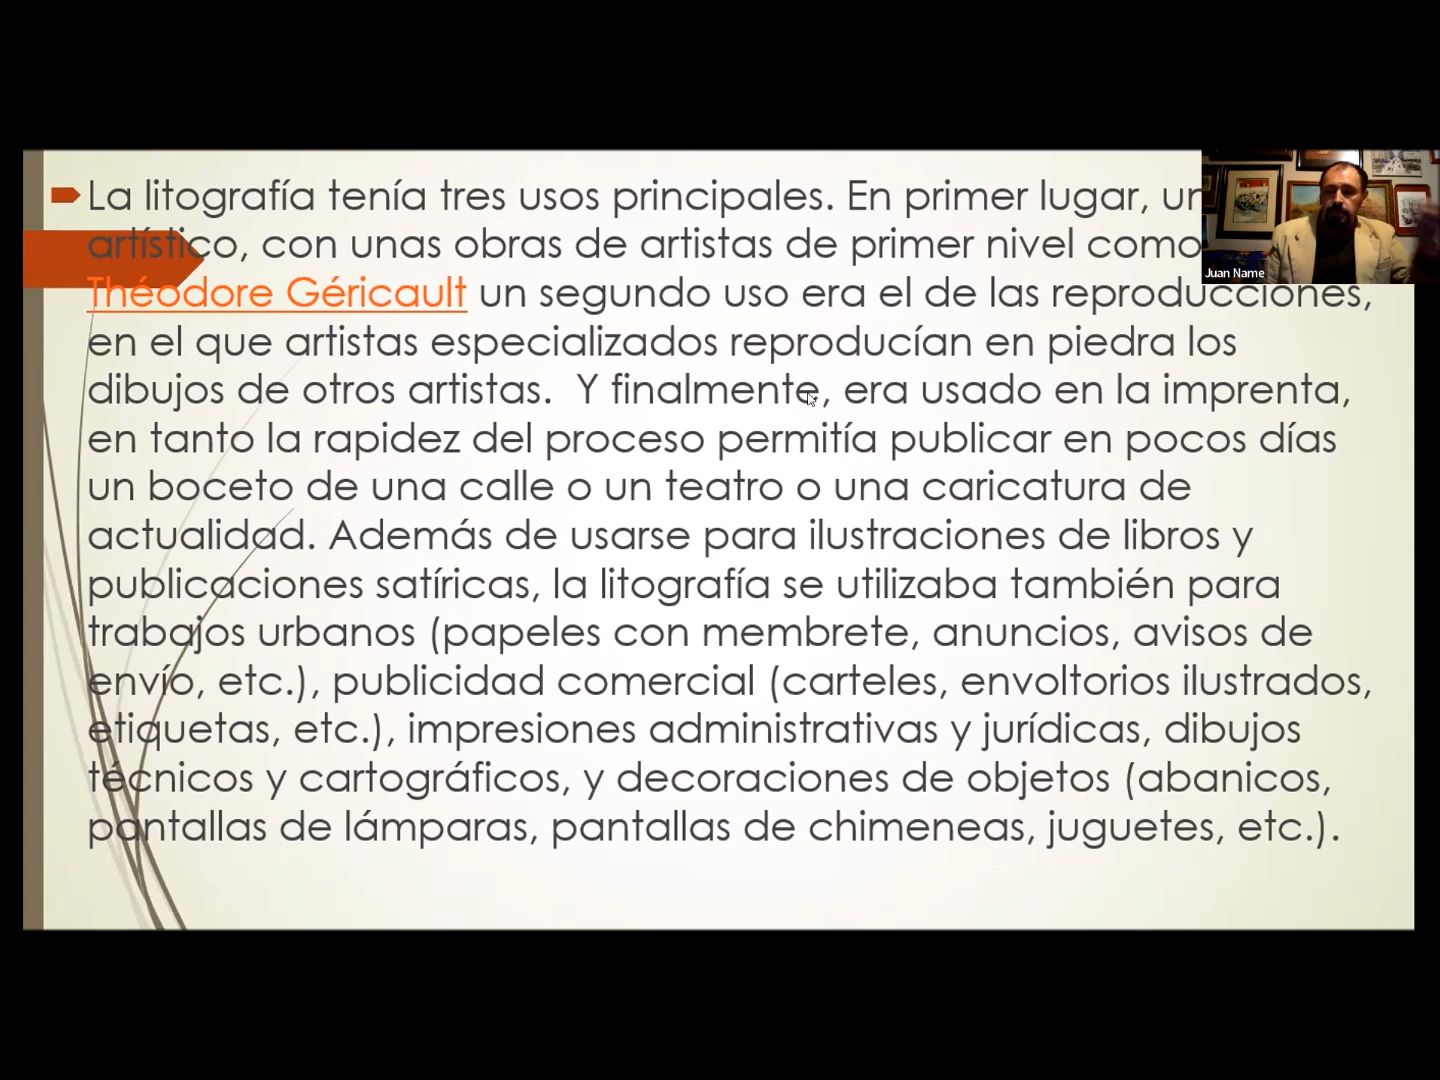 La litografía tenía tres usos principales. En primer lugar,
artístico, con unas obras de artistas de primer nivel como
Théodore Géricault un segundo uso era el de las reproducciones,
en el que artistas especializados reproducían en piedra los
dibujos de otros artistas.  Y finalmente, era usado en la imprenta,
en tanto la rapidez del proceso permitía publicar en pocos días
un boceto de una calle o un teatro o una caricatura de
actualidad. Además de usarse para ilustraciones de libros y
publicaciones satíricas, la litografía se utilizaba también para
trabajos urbanos (papeles con membrete, anuncios, avisos de
envío, etc.), publicidad comercial (carteles, envoltorios ilustrados,
etiquetas, etc.), impresiones administrativas y jurídicas, dibujos
técnicos y cartográficos, y decoraciones de objetos (abanicos,
pantallas de lámparas, pantallas de chimeneas, juguetes, etc.).
Juan Name